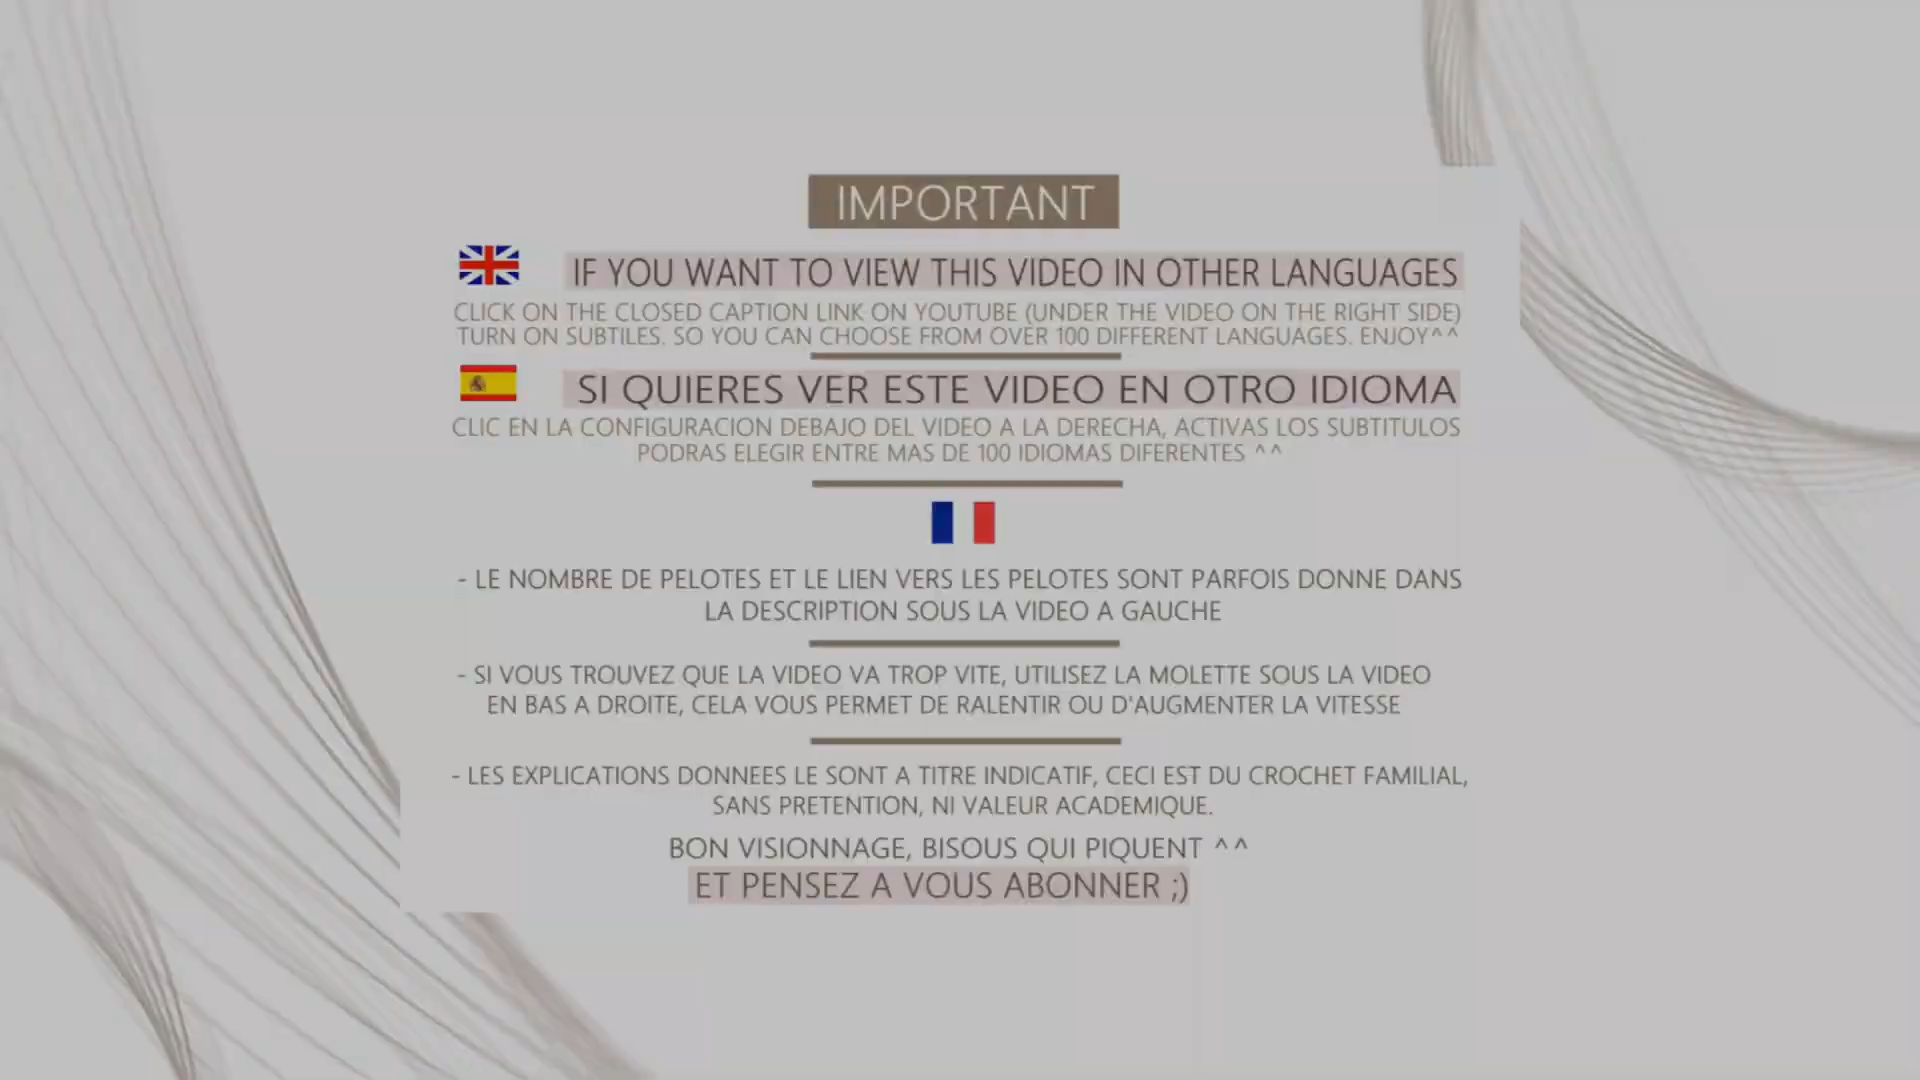 IMPORTANT
IF YOU WANT TO VIEW THIS VIDEO IN OTHER LANGUAGES
CLICK ON THE CLOSED CAPTION LINK ON YOUTUBE (UNDER THE VIDEO ON THE RIGHT SIDE)
TURN ON SUBTILES. SO YOU CAN CHOOSE FROM OVER 100 DIFFERENT LANGUAGES. ENJOY^^
SI QUIERES VER ESTE VIDEO EN OTRO IDIOMA
CLIC EN LA CONFIGURACION DEBAJO DEL VIDEO A LA DERECHA, ACTIVAS LOS SUBTITULOS
PODRAS ELEGIR ENTRE MAS DE 100 IDIOMAS DIFERENTES ^^
- LE NOMBRE DE PELOTES ET LE LIEN VERS LES PELOTES SONT PARFOIS DONNE DANS
LA DESCRIPTION SOUS LA VIDEO A GAUCHE
- SI VOUS TROUVEZ QUE LA VIDEO VA TROP VITE, UTILISEZ LA MOLETTE SOUS LA VIDEO
EN BAS A DROITE, CELA VOUS PERMET DE RALENTIR OU D'AUGMENTER LA VITESSE
- LES EXPLICATIONS DONNEES LE SONT A TITRE INDICATIF, CECI EST DU CROCHET FAMILIAL,
SANS PRETENTION, NI VALEUR ACADEMIQUE.
BON VISIONNAGE, BISOUS QUI PIQUENT ^^
ET PENSEZ A VOUS ABONNER ;)